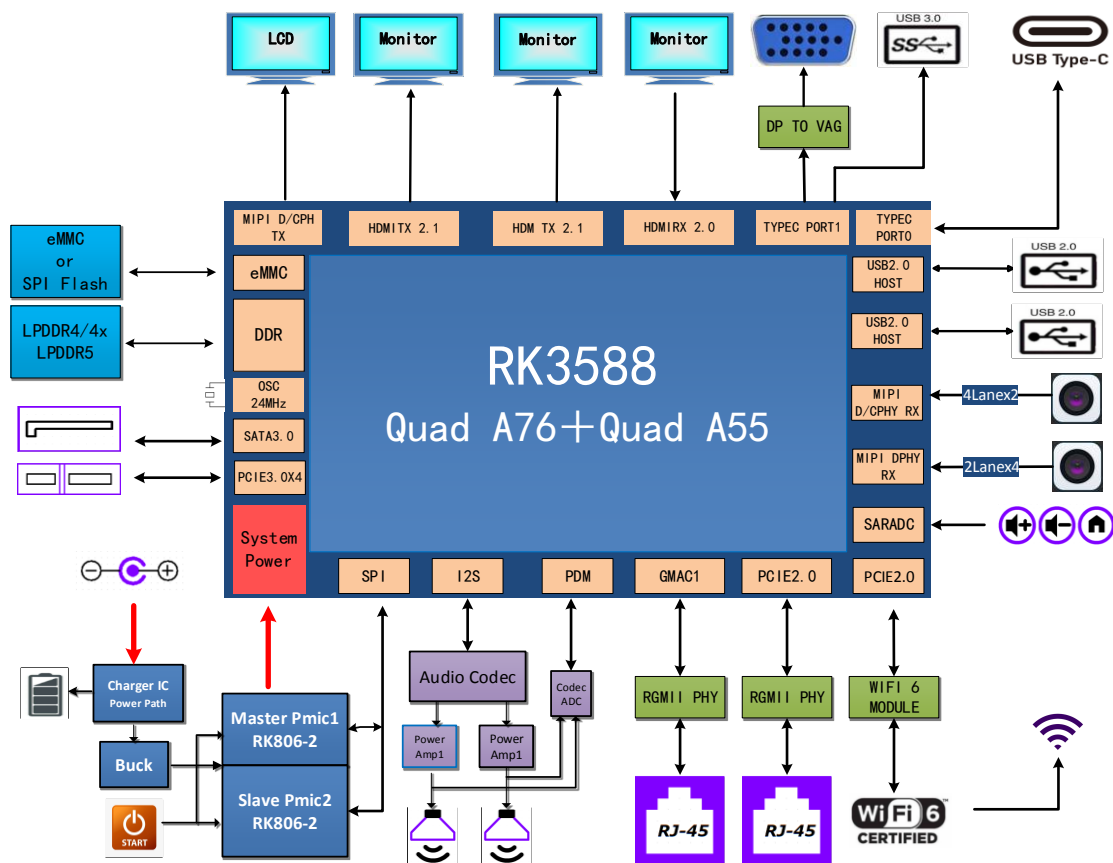 LCD
Monitor
Monitor
Monitor
USB 3.0
SS
USB Type-C
DP TO VAG
MIPI D/CPH
TX
HDMITX 2.1
HDM TX 2.1
HDMIRX 2.0
TYPEC PORT1
TYPEC
PORT0
eMMC
or
SPI Flash
eMMC
USB2.0
HOST
USB 2.0
LPDDR4/4x
LPDDR5
DDR
USB2.0
HOST
USB 2.0
RK3588
Quad A76+Quad A55
OSC
24MHz
MIPI
D/CPHY RX
4Lanex2
SATA3.0
MIPI DPHY
RX
2Lanex4
PCIE3.0X4
System
Power
SARADC
SPI
I2S
PDM
GMAC1
PCIE2.0
PCIE2.0
Charger IC
Power Path
Audio Codec
Codec
ADC
RGMII PHY
RGMII PHY
WIFI 6
MODULE
Master Pmic1
RK806-2
Power
Amp1
Power
Amp1
Buck
Slave Pmic2
RK806-2
START
RJ-45
RJ-45
WiFi 6™
CERTIFIED